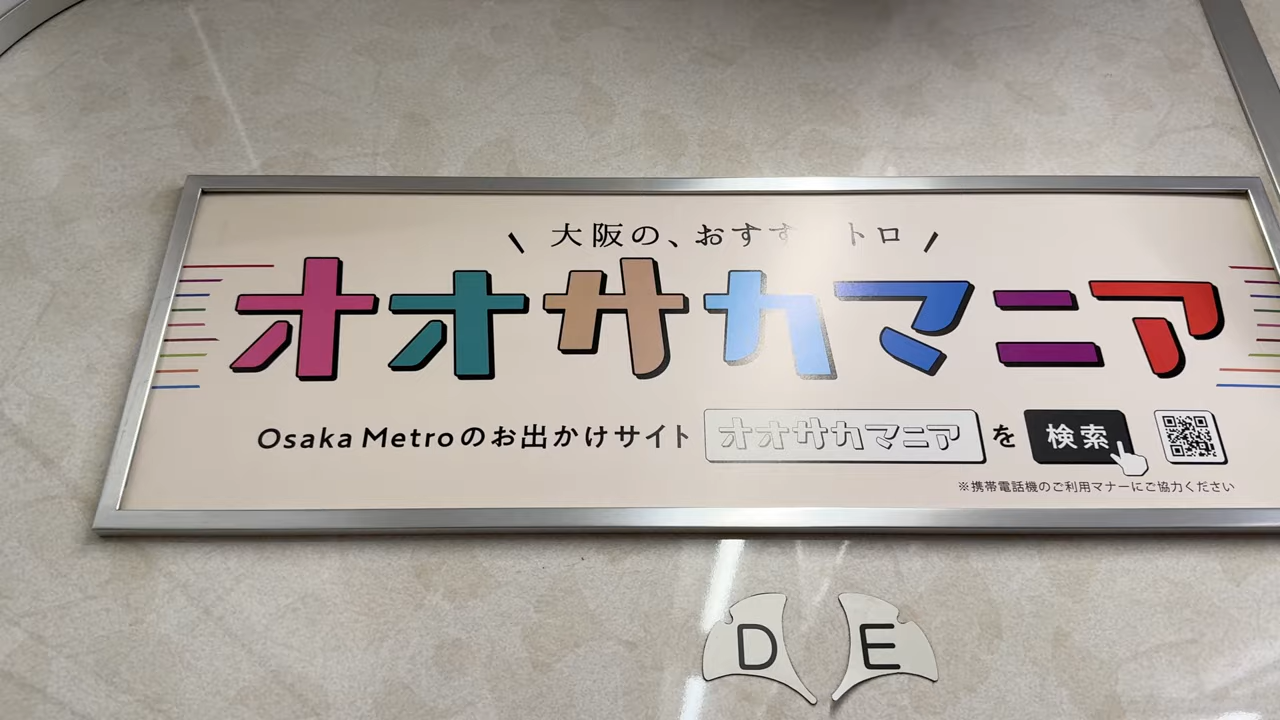 大阪の、おすす トロ
オオサカマニア
Osaka Metroのお出かけサイト オオサカマニア を 検索
※携帯電話機のご利用マナーにご協力ください
D E